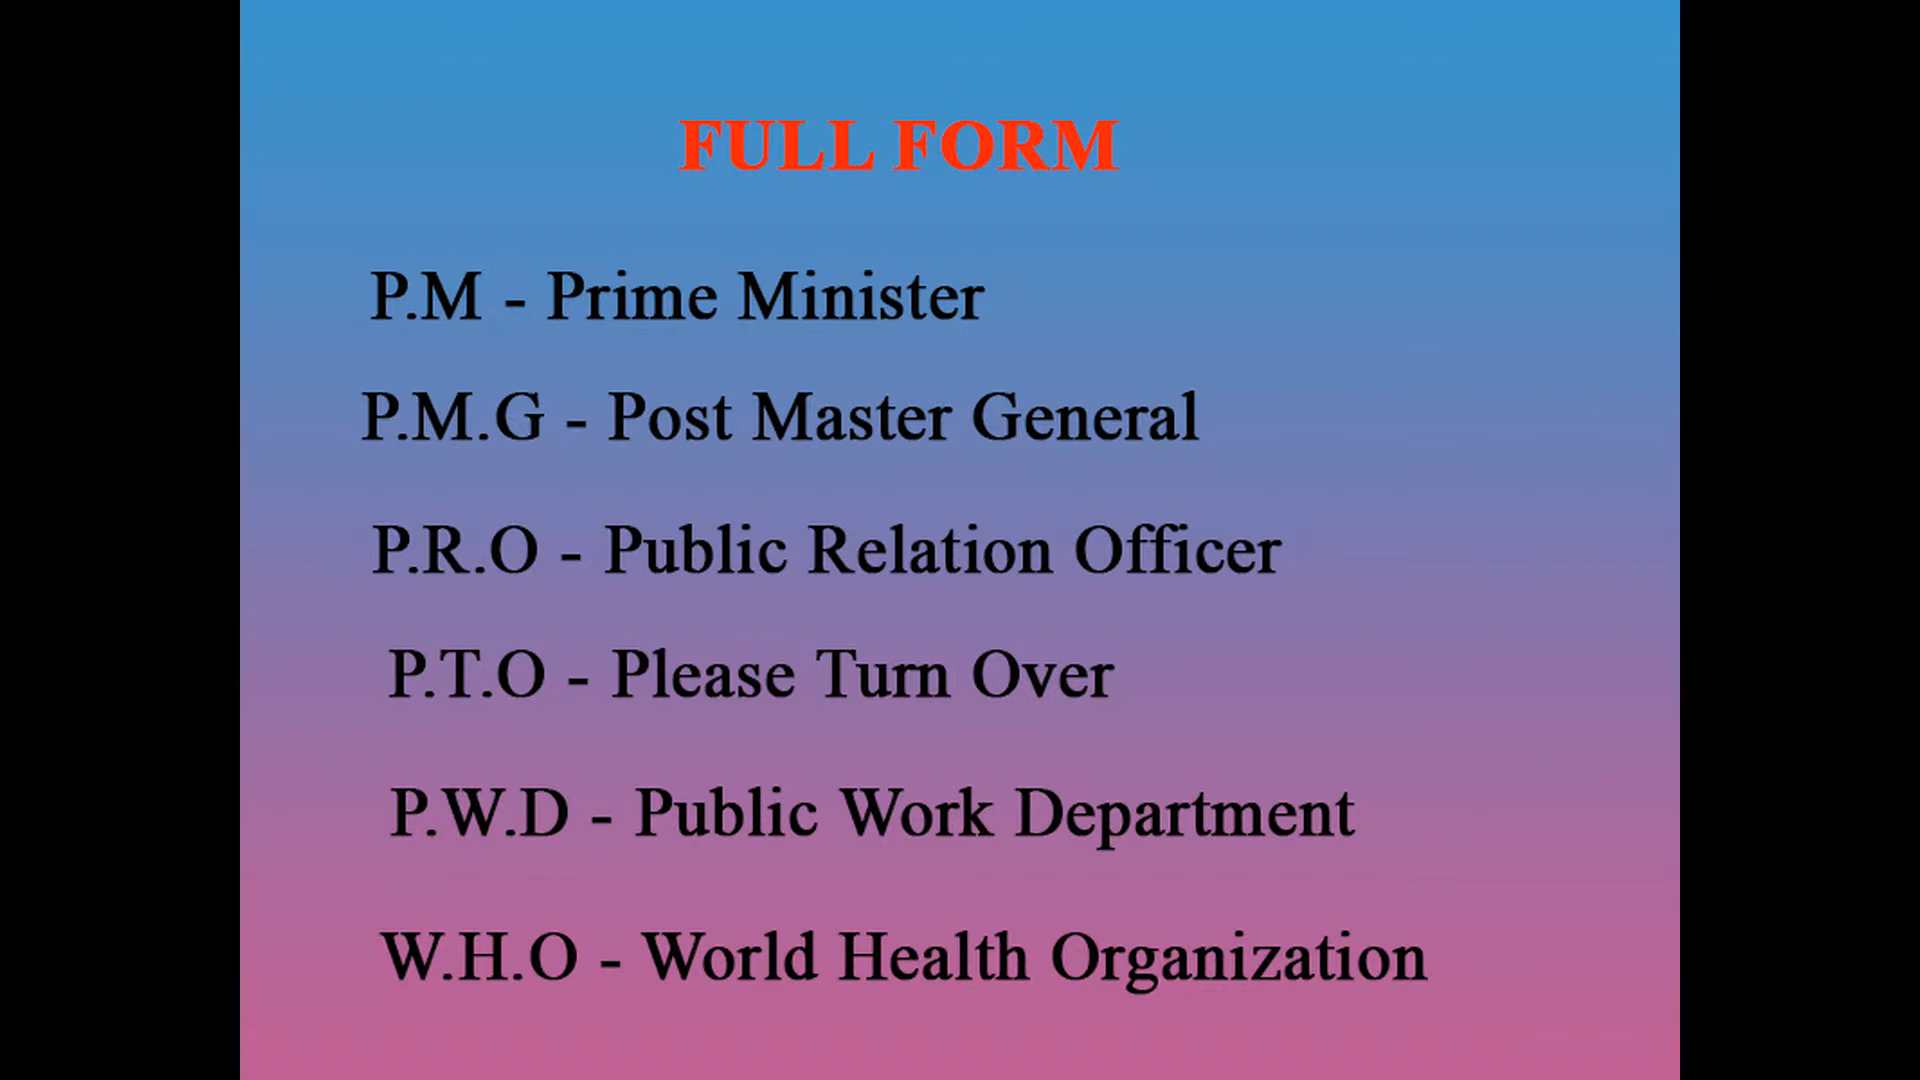 FULL FORM
P.M - Prime Minister
P.M.G - Post Master General
P.R.O - Public Relation Officer
P.T.O - Please Turn Over
P.W.D - Public Work Department
W.H.O - World Health Organization